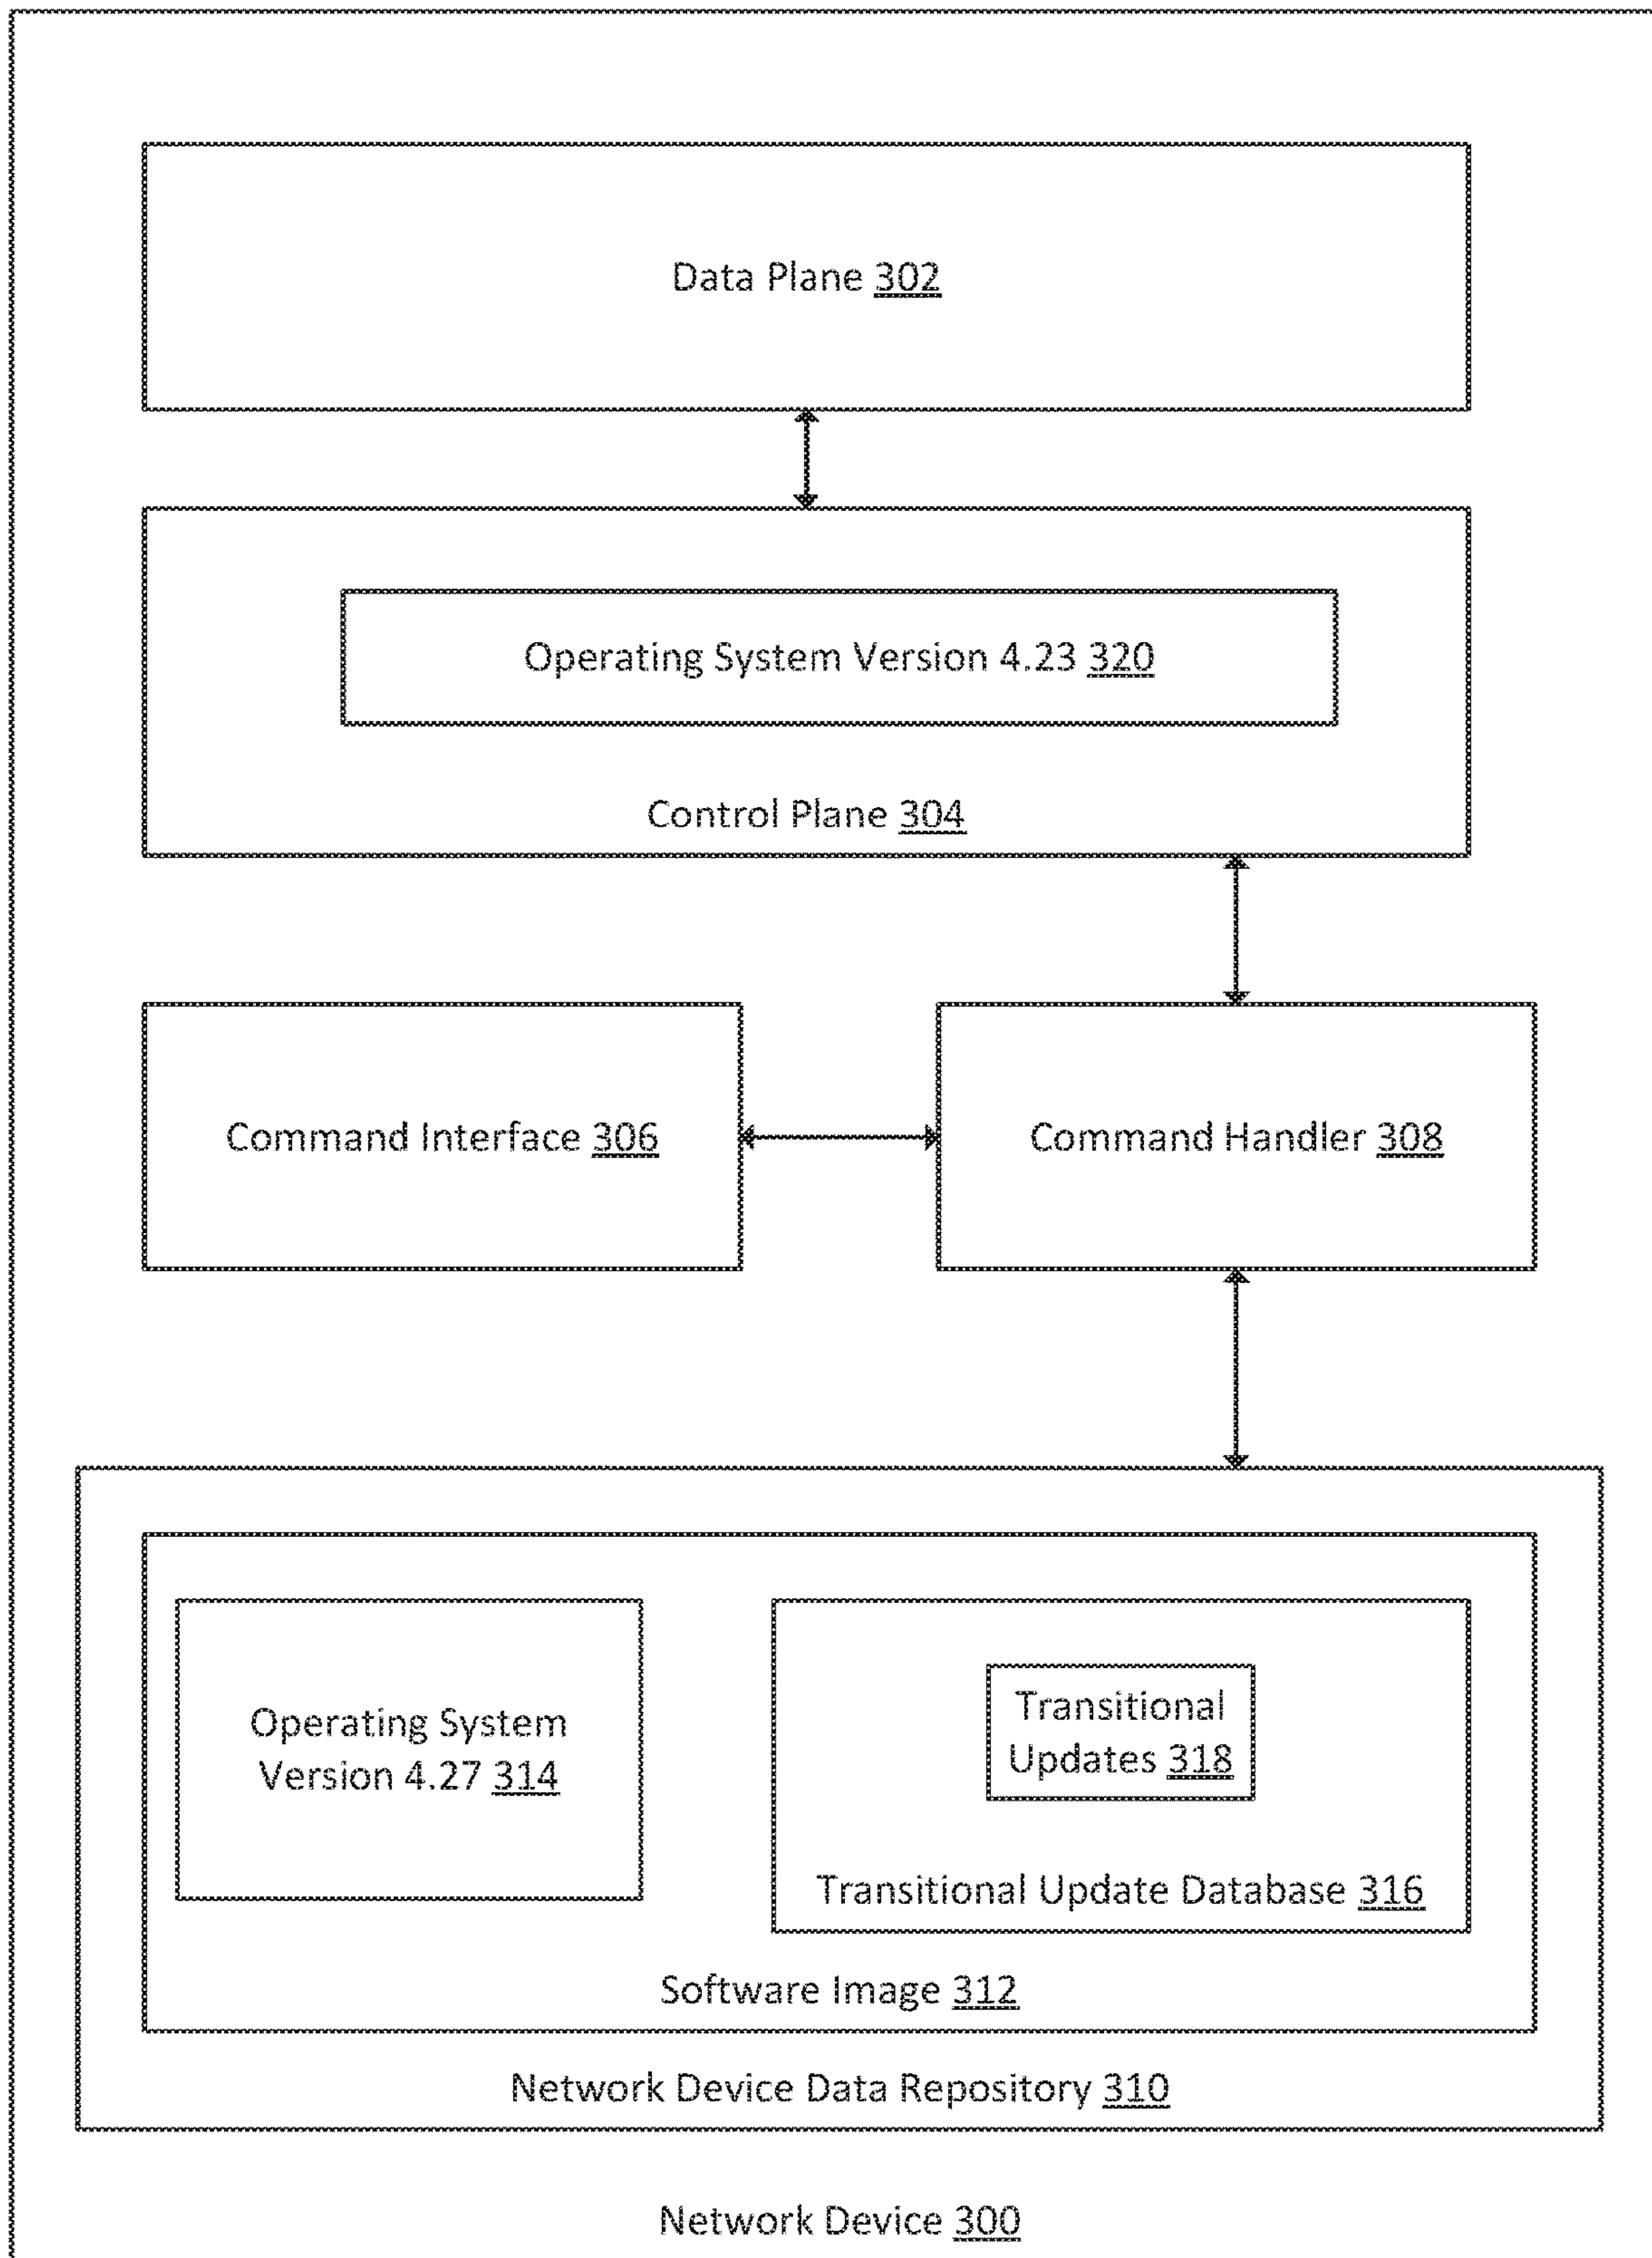 Data Plane 302
Operating System Version 4.23 320
Control Plane 304
Command Interface 306
Command Handler 308
Operating System
Version 4.27 314
Transitional
Updates 318
Transitional Update Database 316
Software Image 312
Network Device Data Repository 310
Network Device 300